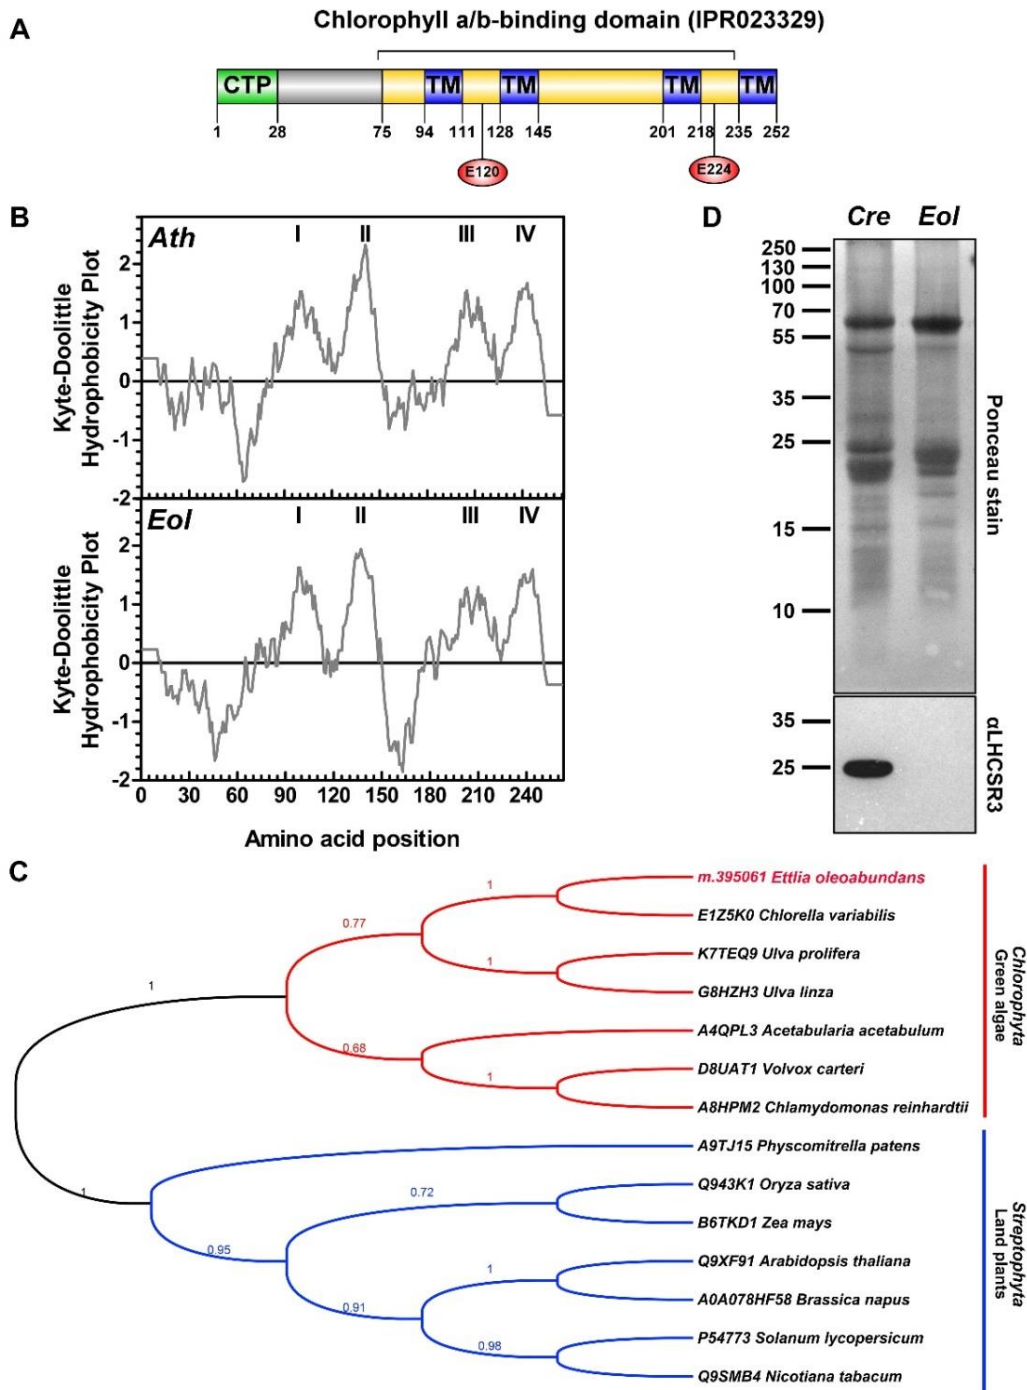 A
Chlorophyll a/b-binding domain (IPR023329)
CTP TM TM TM TM
1 28 75 94 111 128 145 201 218 235 252
E120 E224
B
Ath
I II III IV
Kyte-Doolittle
Hydrophobicity Plot
2
1
0
-1
-2
Eol
I II III IV
Kyte-Doolittle
Hydrophobicity Plot
2
1
0
-1
-2
0 30 60 90 120 150 180 210 240
Amino acid position
D
Cre Eol
250
130
100
70
55
35
25
15
10
Ponceau stain
35
25
αLHCSR3
C
m.395061 Ettlia oleoabundans
E1Z5K0 Chlorella variabilis
K7TEQ9 Ulva prolifera
G8HZH3 Ulva linza
A4QPL3 Acetabularia acetabulum
D8UAT1 Volvox carteri
A8HPM2 Chlamydomonas reinhardtii
A9TJ15 Physcomitrella patens
Q943K1 Oryza sativa
B6TKD1 Zea mays
Q9XF91 Arabidopsis thaliana
A0A078HF58 Brassica napus
P54773 Solanum lycopersicum
Q9SMB4 Nicotiana tabacum
1
0.77
1
1
0.68
1
1
0.72
0.95
1
0.91
0.98
Chlorophyta
Green algae
Streptophyta
Land plants